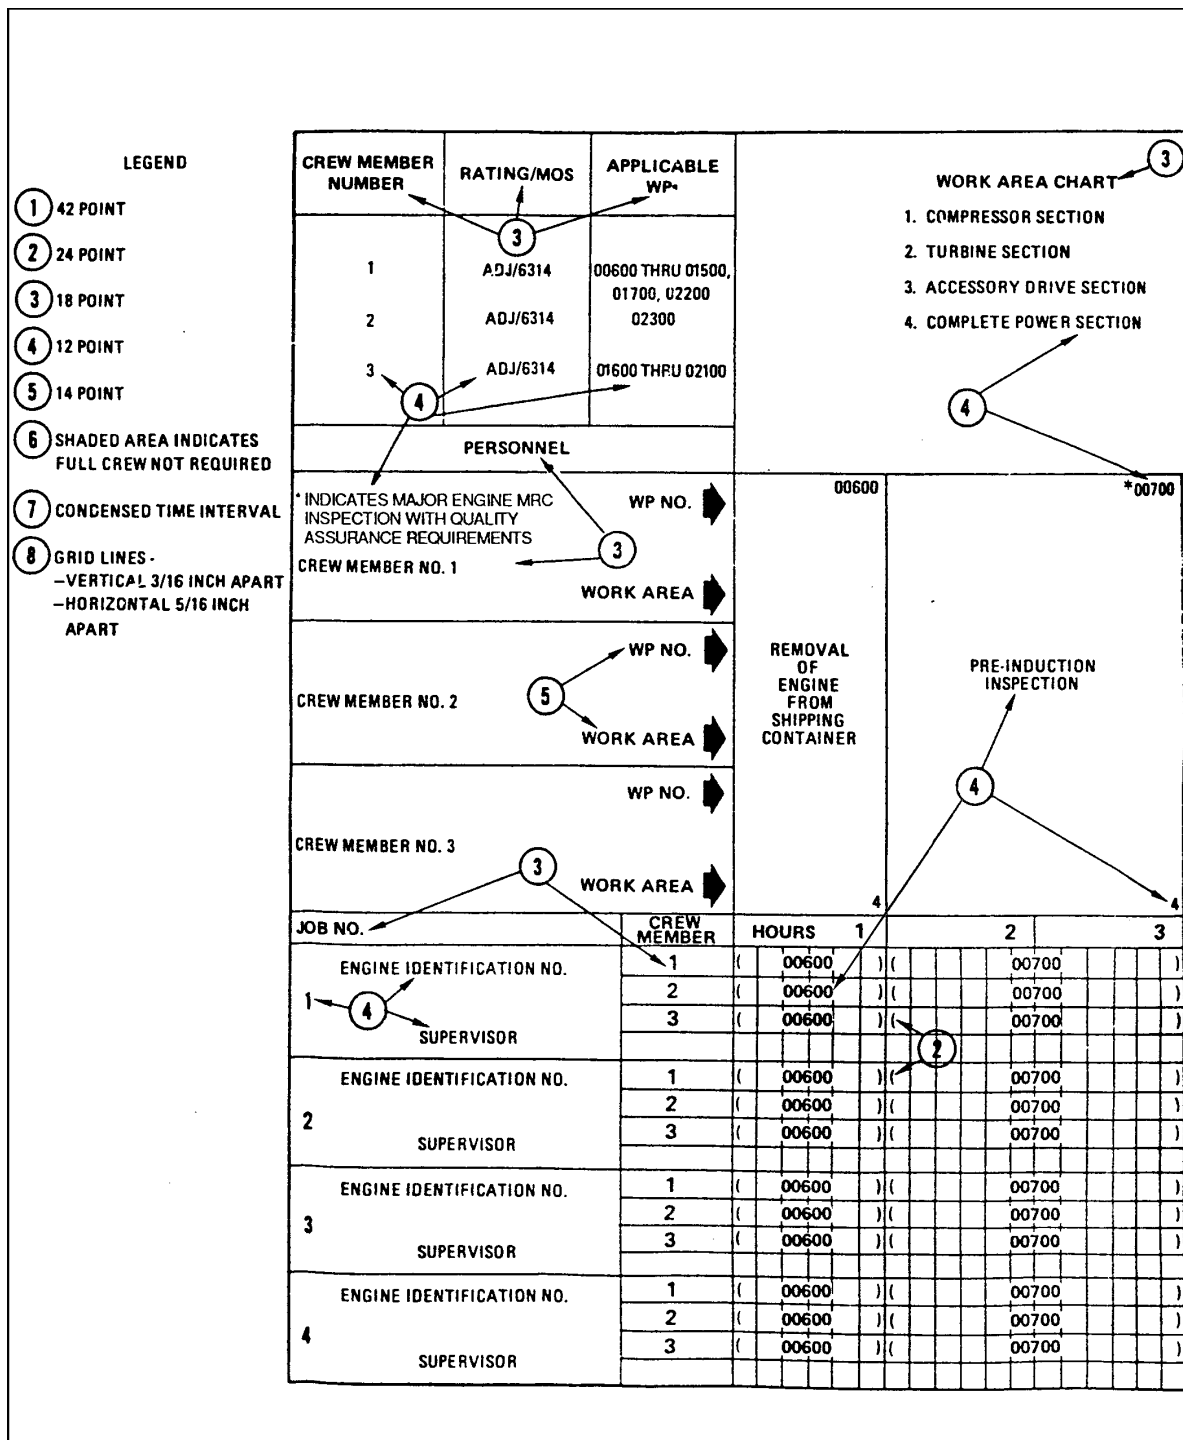 LEGEND
1 42 POINT
2 24 POINT
3 18 POINT
4 12 POINT
5 14 POINT
6 SHADED AREA INDICATES
FULL CREW NOT REQUIRED
7 CONDENSED TIME INTERVAL
8 GRID LINES -
-VERTICAL 3/16 INCH APART
-HORIZONTAL 5/16 INCH
APART
CREW MEMBER
NUMBER
RATING/MOS
APPLICABLE
WP
3
1 ADJ/6314 00600 THRU 01500,
01700, 02200
2 ADJ/6314 02300
3 ADJ/6314 01600 THRU 02100
4
PERSONNEL
WORK AREA CHART
3
1. COMPRESSOR SECTION
2. TURBINE SECTION
3. ACCESSORY DRIVE SECTION
4. COMPLETE POWER SECTION
4
* INDICATES MAJOR ENGINE MRC
INSPECTION WITH QUALITY
ASSURANCE REQUIREMENTS
3
CREW MEMBER NO. 1
WP NO.
WORK AREA
CREW MEMBER NO. 2
WP NO.
5
WORK AREA
CREW MEMBER NO. 3
WP NO.
3
WORK AREA
00600
REMOVAL
OF
ENGINE
FROM
SHIPPING
CONTAINER
4
*00700
PRE-INDUCTION
INSPECTION
4
4
JOB NO. CREW
MEMBER HOURS 1 2 3
ENGINE IDENTIFICATION NO. 1 ( 00600 ) ( 00700 )
2 ( 00600 ) ( 00700 )
1 4 3 ( 00600 ) ( 00700 )
SUPERVISOR 2
ENGINE IDENTIFICATION NO. 1 ( 00600 ) ( 00700 )
2 ( 00600 ) ( 00700 )
2 3 ( 00600 ) ( 00700 )
SUPERVISOR
ENGINE IDENTIFICATION NO. 1 ( 00600 ) ( 00700 )
2 ( 00600 ) ( 00700 )
3 3 ( 00600 ) ( 00700 )
SUPERVISOR
ENGINE IDENTIFICATION NO. 1 ( 00600 ) ( 00700 )
2 ( 00600 ) ( 00700 )
4 3 ( 00600 ) ( 00700 )
SUPERVISOR